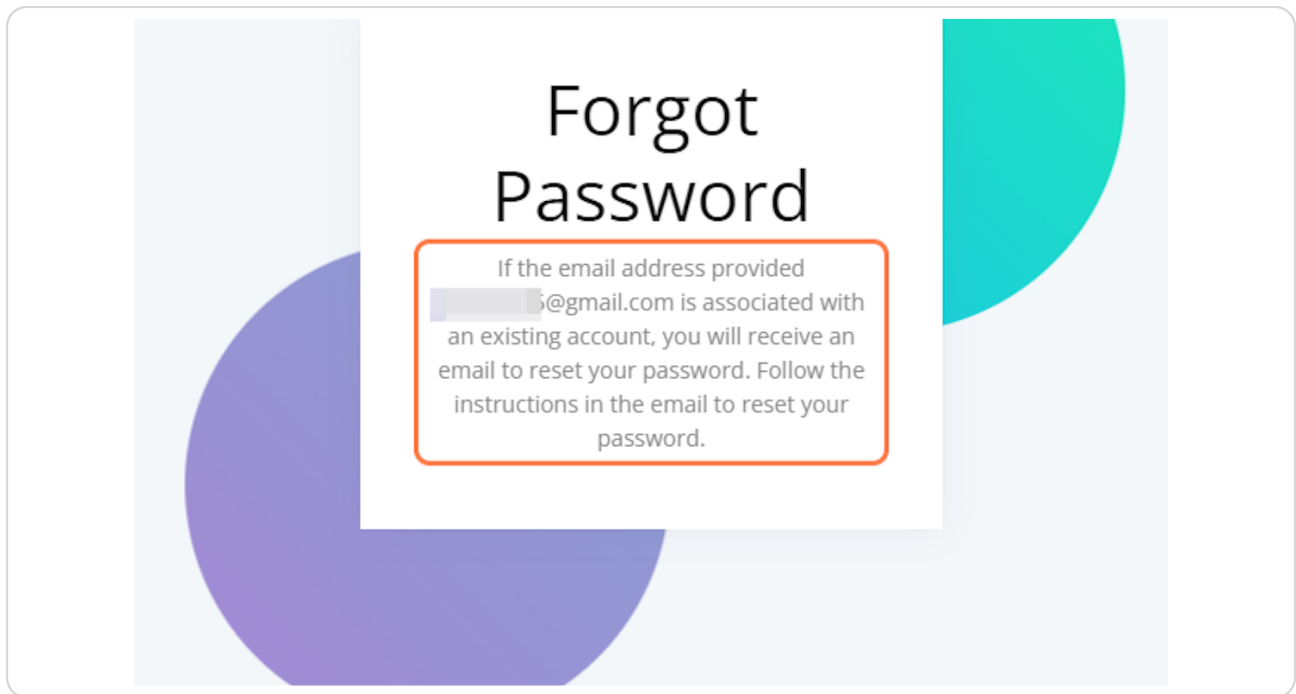 Forgot
Password
If the email address provided
@gmail.com is associated with
an existing account, you will receive an
email to reset your password. Follow the
instructions in the email to reset your
password.